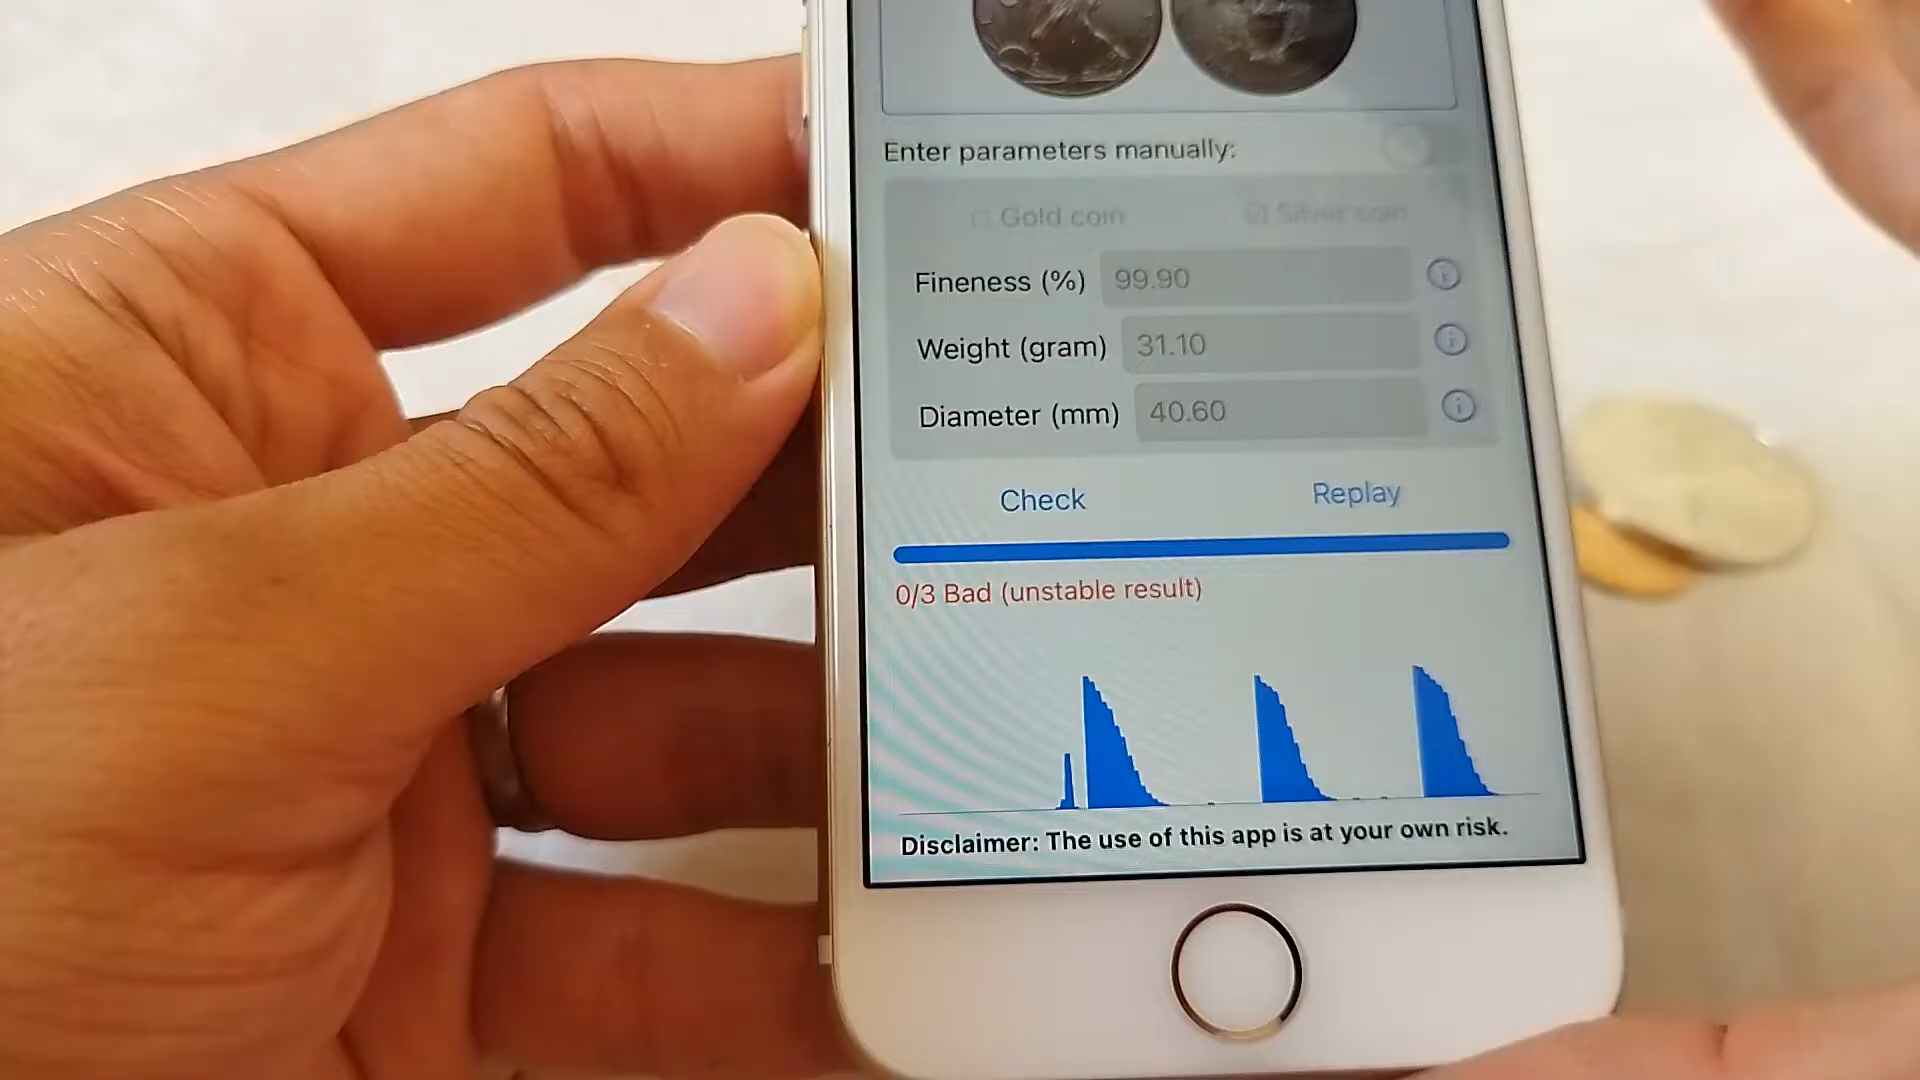 Enter parameters manually:
Gold coin Silver coin
Fineness (%) 99.90
Weight (gram) 31.10
Diameter (mm) 40.60
Check Replay
0/3 Bad (unstable result)
Disclaimer: The use of this app is at your own risk.